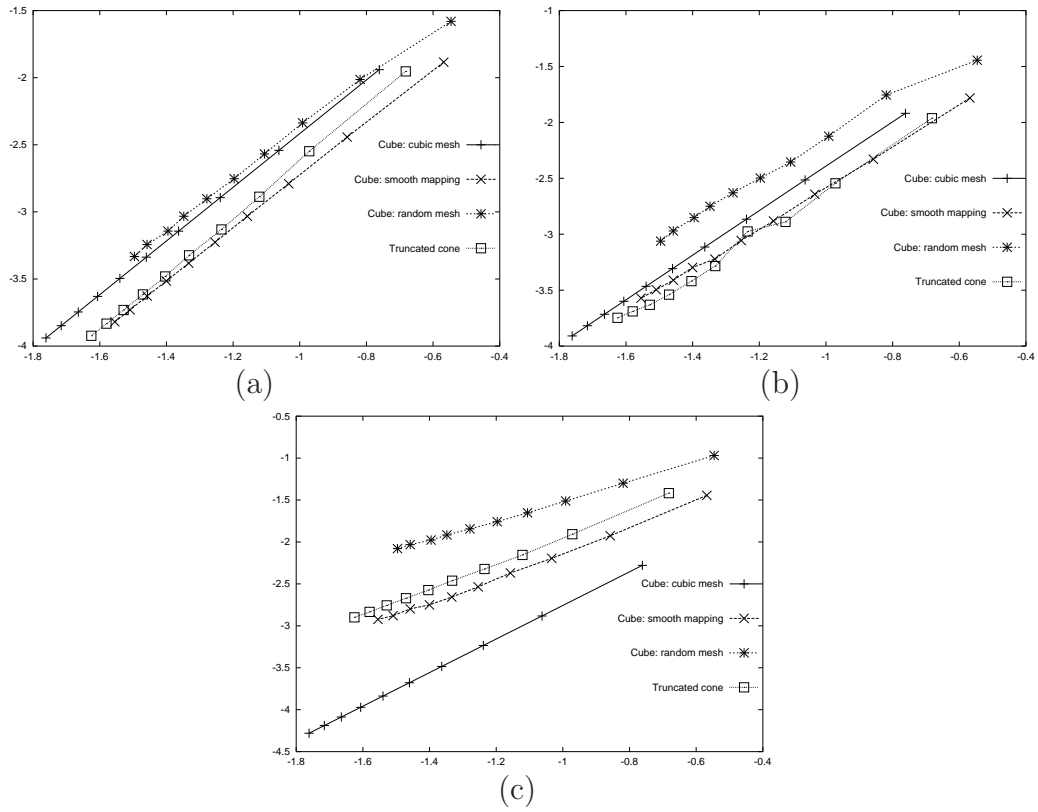 -1.5
-2
-2.5
-3
-3.5
-4
-1.8 -1.6 -1.4 -1.2 -1 -0.8 -0.6 -0.4
Cube: cubic mesh
Cube: smooth mapping
Cube: random mesh
Truncated cone
(a)
-1
-1.5
-2
-2.5
-3
-3.5
-4
-1.8 -1.6 -1.4 -1.2 -1 -0.8 -0.6 -0.4
Cube: cubic mesh
Cube: smooth mapping
Cube: random mesh
Truncated cone
(b)
-0.5
-1
-1.5
-2
-2.5
-3
-3.5
-4
-4.5
-1.8 -1.6 -1.4 -1.2 -1 -0.8 -0.6 -0.4
Cube: cubic mesh
Cube: smooth mapping
Cube: random mesh
Truncated cone
(c)